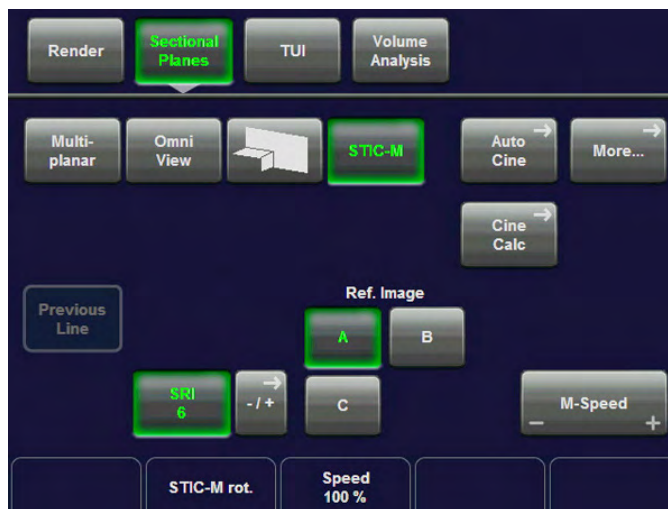 Render
Sectional
Planes
TUI
Volume
Analysis
Multi-
planar
Omni
View
STIC-M
Auto
Cine
More...
Cine
Calc
Ref. Image
Previous
Line
A
B
SRI
6
- / +
C
M-Speed
- +
STIC-M rot.
Speed
100 %